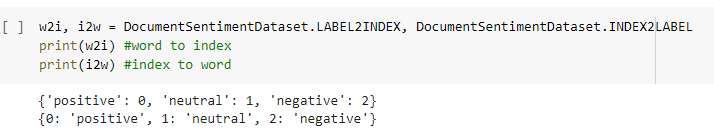 [ ] w2i, i2w = DocumentSentimentDataset.LABEL2INDEX, DocumentSentimentDataset.INDEX2LABEL
print(w2i) #word to index
print(i2w) #index to word
{'positive': 0, 'neutral': 1, 'negative': 2}
{0: 'positive', 1: 'neutral', 2: 'negative'}